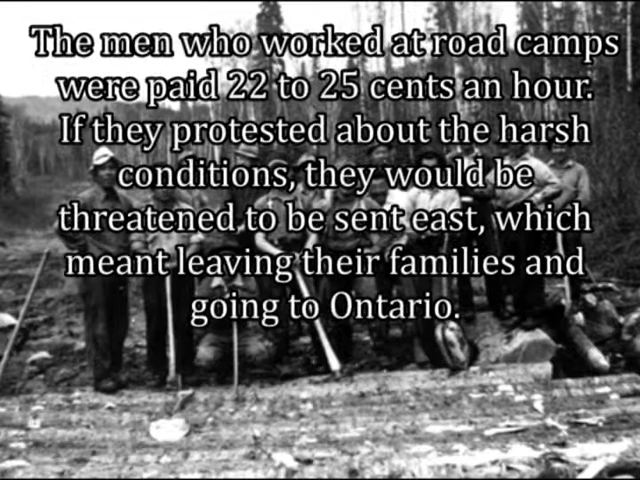 The men who worked at road camps
were paid 22 to 25 cents an hour.
If they protested about the harsh
conditions, they would be
threatened to be sent east, which
meant leaving their families and
going to Ontario.